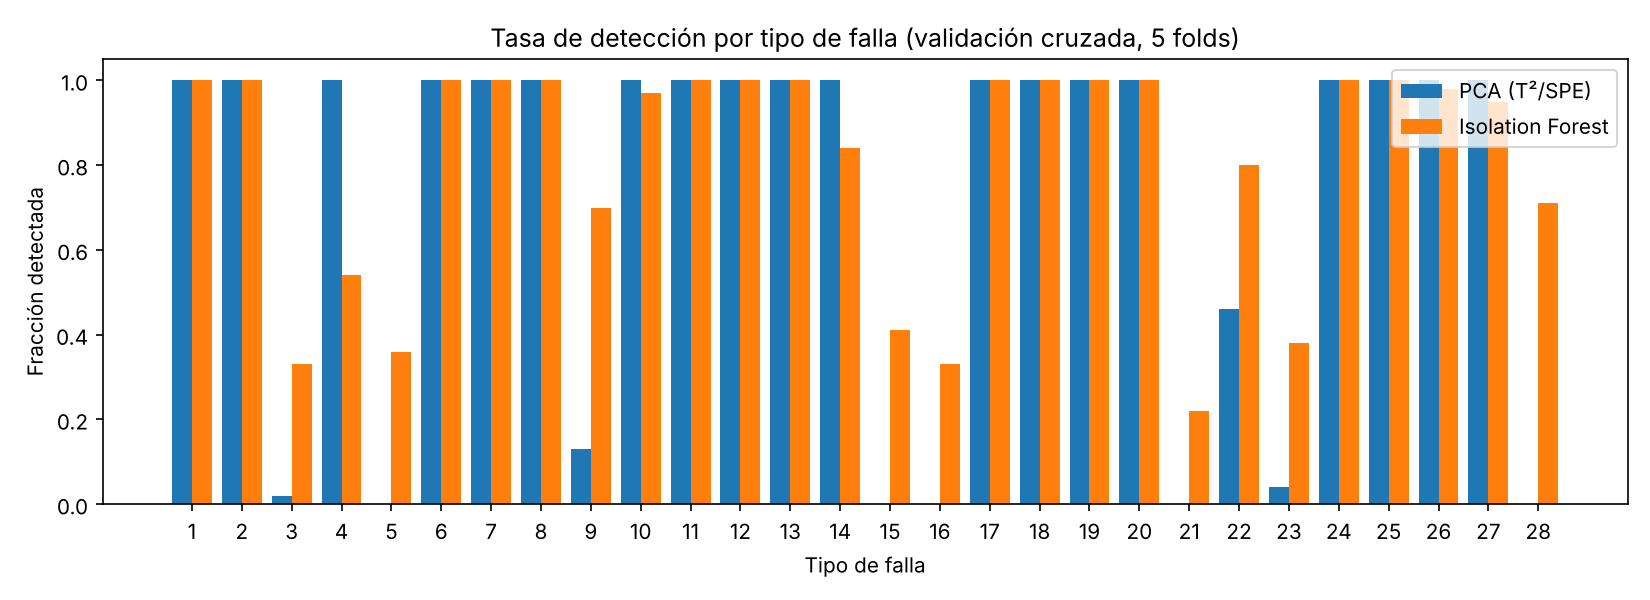 Tasa de detección por tipo de falla (validación cruzada, 5 folds)
PCA (T²/SPE)
Isolation Forest
Fracción detectada
1.0
0.8
0.6
0.4
0.2
0.0
1 2 3 4 5 6 7 8 9 10 11 12 13 14 15 16 17 18 19 20 21 22 23 24 25 26 27 28
Tipo de falla